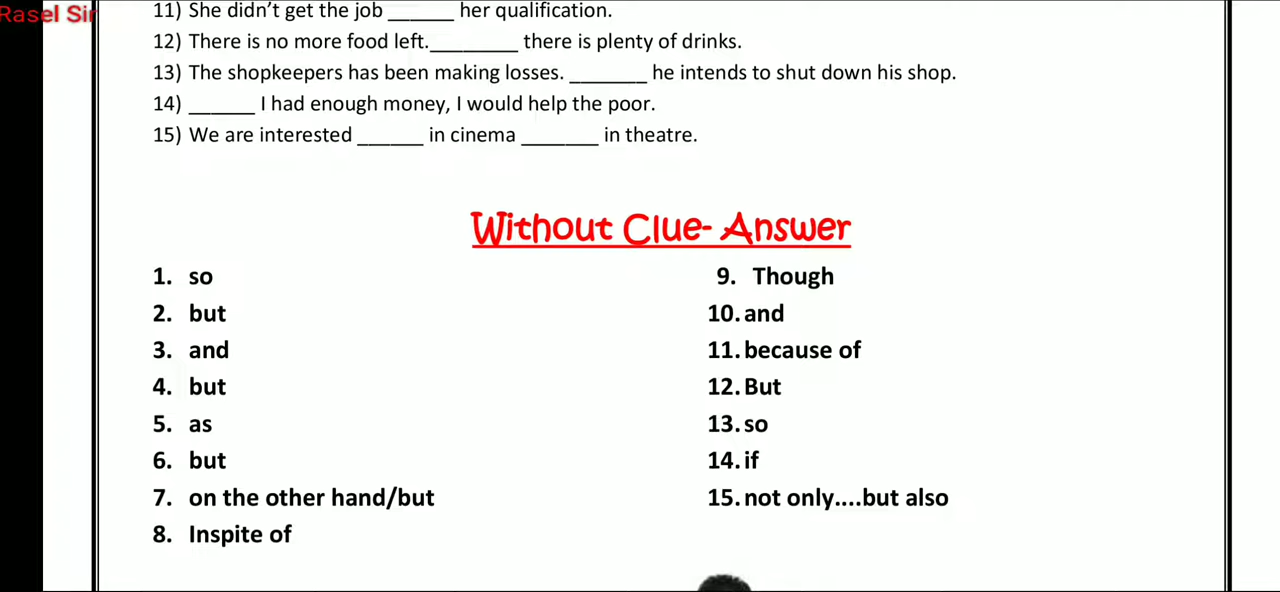 Rasel Sir
11) She didn’t get the job ______ her qualification.
12) There is no more food left.________ there is plenty of drinks.
13) The shopkeepers has been making losses. _______ he intends to shut down his shop.
14) ______ I had enough money, I would help the poor.
15) We are interested ______ in cinema _______ in theatre.
Without Clue- Answer
1. so
2. but
3. and
4. but
5. as
6. but
7. on the other hand/but
8. Inspite of
9. Though
10. and
11. because of
12. But
13. so
14. if
15. not only....but also